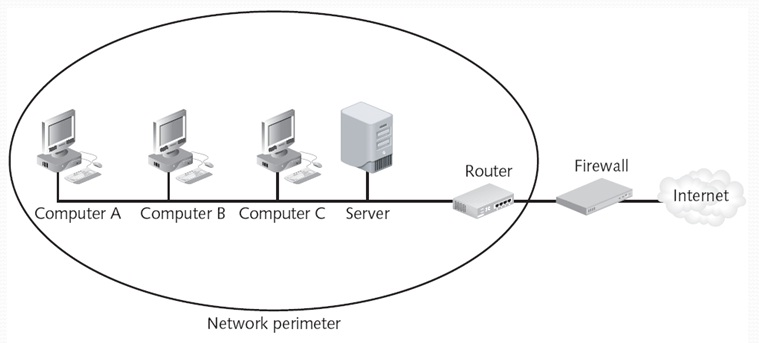 Computer A
Computer B
Computer C
Server
Router
Firewall
Internet
Network perimeter